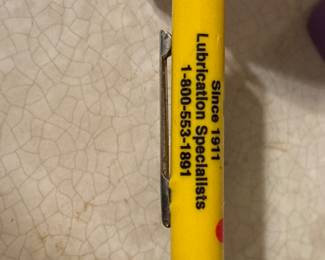 Since 1911
Lubrication Specialists
1-800-553-1891